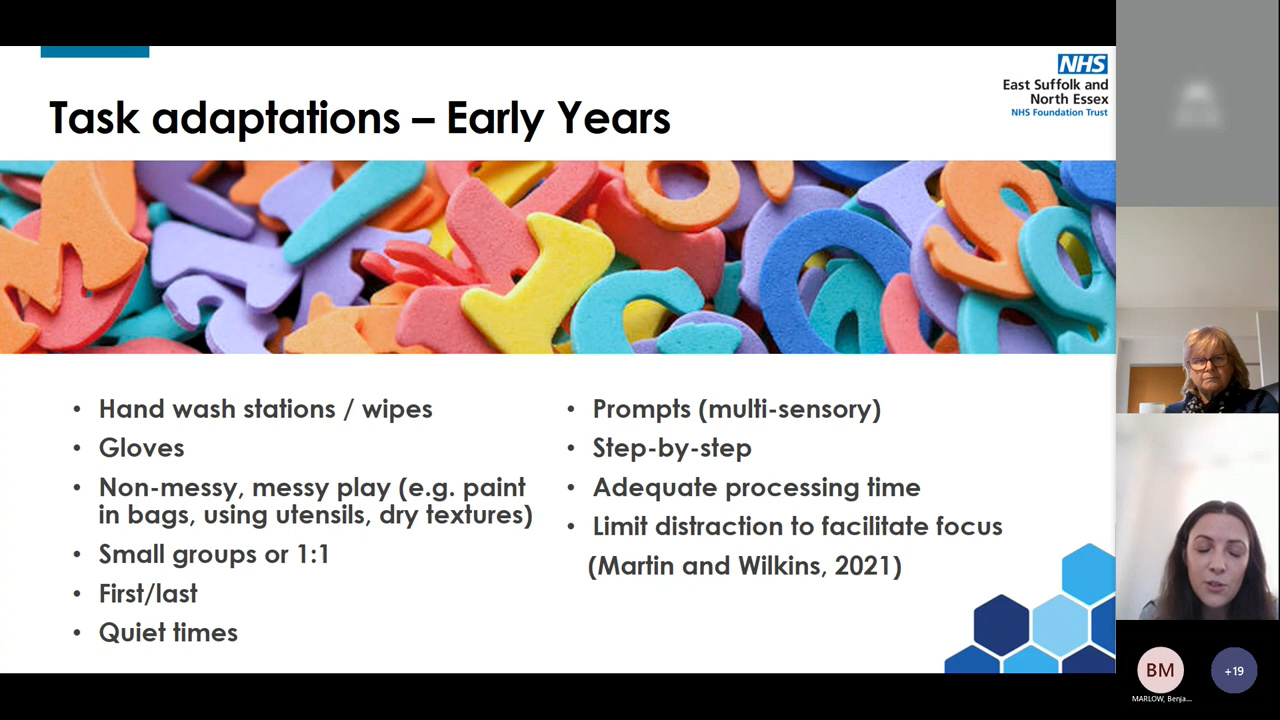 Task adaptations – Early Years
NHS
East Suffolk and
North Essex
NHS Foundation Trust
• Hand wash stations / wipes
• Gloves
• Non-messy, messy play (e.g. paint
in bags, using utensils, dry textures)
• Small groups or 1:1
• First/last
• Quiet times
• Prompts (multi-sensory)
• Step-by-step
• Adequate processing time
• Limit distraction to facilitate focus
(Martin and Wilkins, 2021)
BM
+19
MARLOW, Benja...